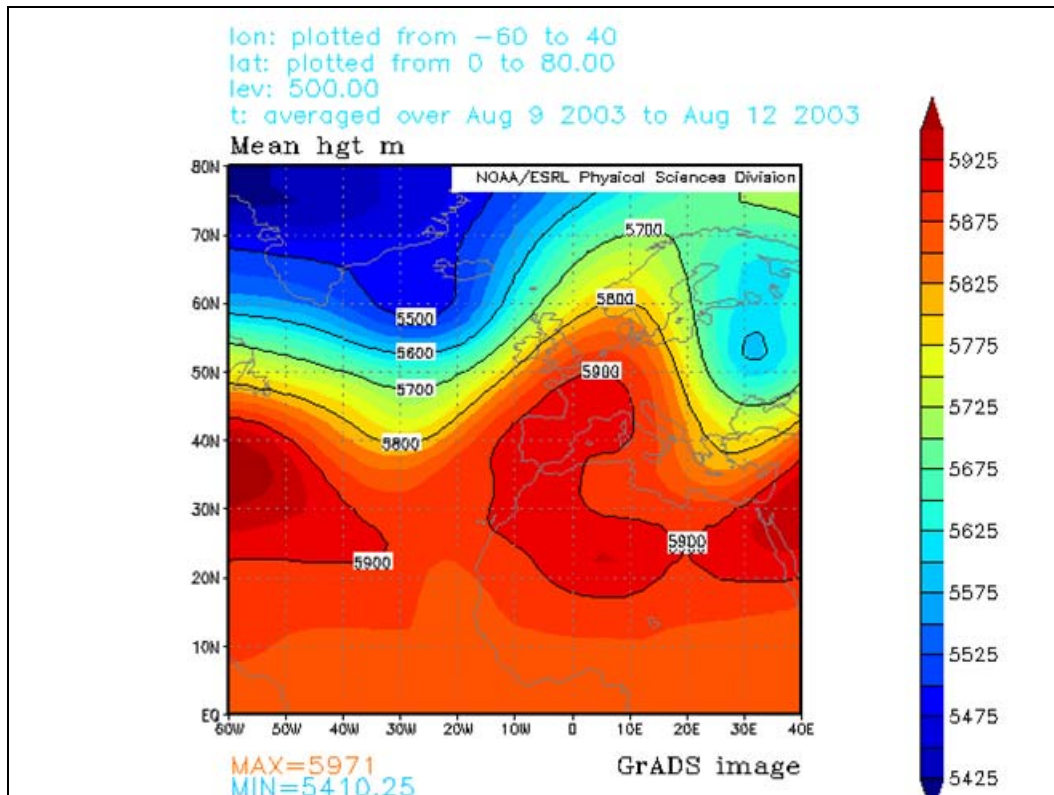 lon: plotted from -60 to 40
lat: plotted from 0 to 80.00
lev: 500.00
t: averaged over Aug 9 2003 to Aug 12 2003
Mean hgt m
NOAA/ESRL Physical Sciences Division
80N
70N
60N
50N
40N
30N
20N
10N
EQ
5700
5800
5500
5600
5900
5700
5800
5900
5900
60W 50W 40W 30W 20W 10W 0 10E 20E 30E 40E
MAX=5971
MIN=5410.25
GrADS image
5925
5875
5825
5775
5725
5675
5625
5575
5525
5475
5425